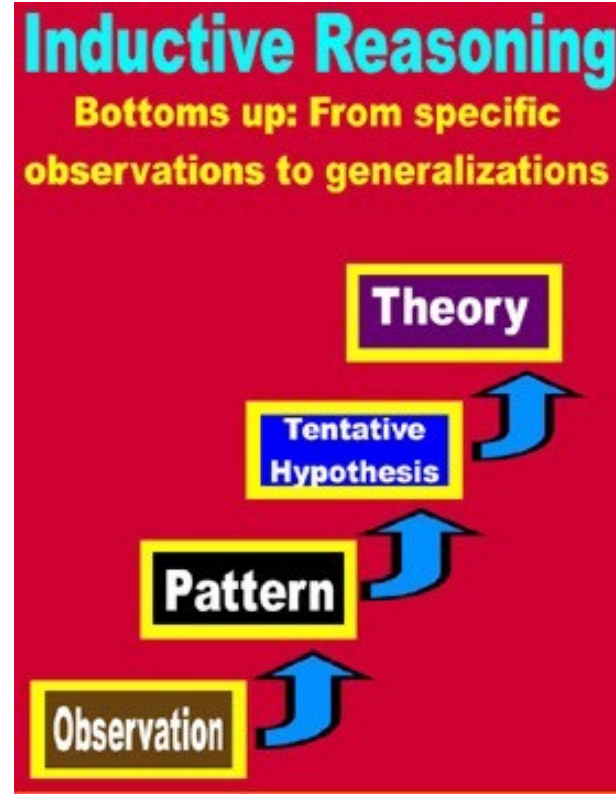 Inductive Reasoning
Bottoms up: From specific
observations to generalizations
Theory
Tentative
Hypothesis
Pattern
Observation